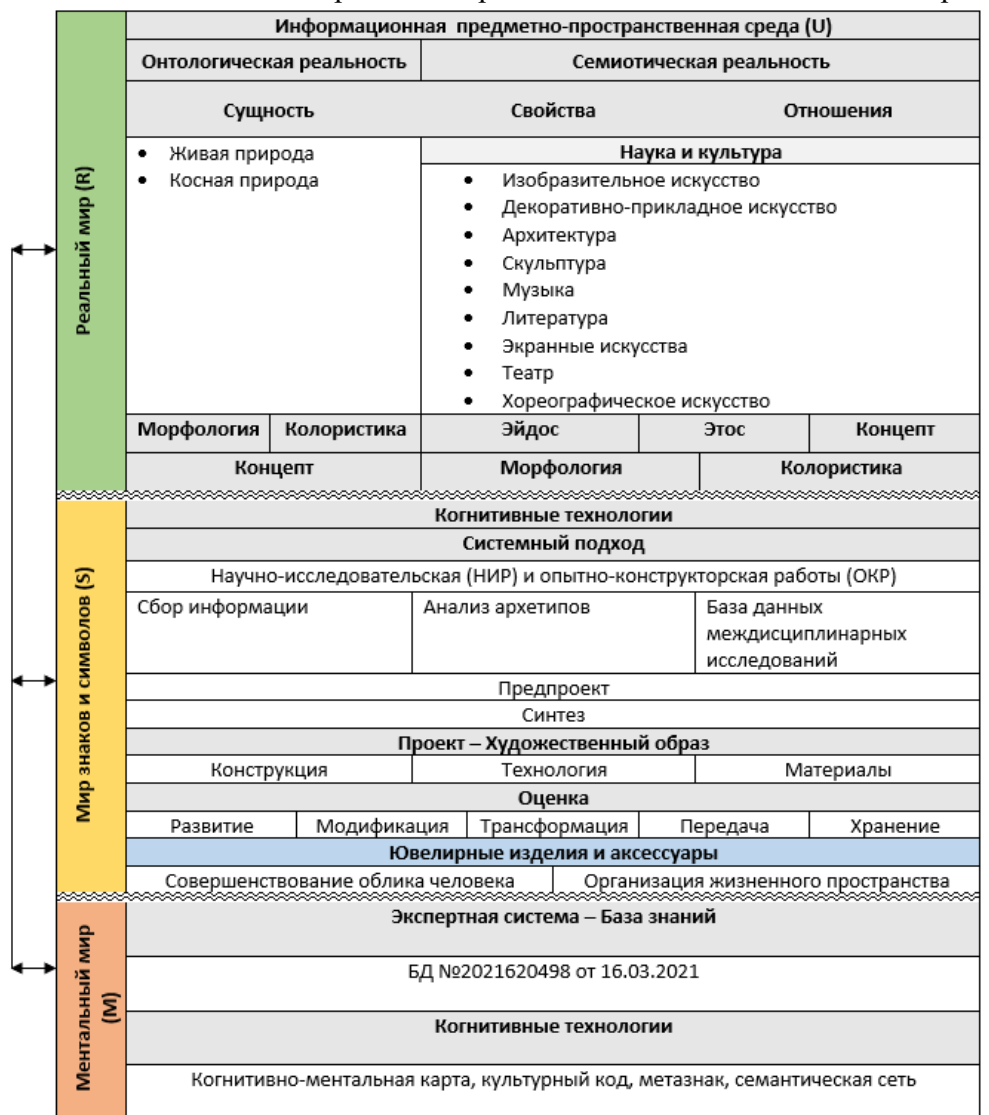 Информационная предметно-пространственная среда (U)
Онтологическая реальность Семиотическая реальность
Сущность Свойства Отношения
Реальный мир (R)
• Живая природа
• Косная природа
Наука и культура
• Изобразительное искусство
• Декоративно-прикладное искусство
• Архитектура
• Скульптура
• Музыка
• Литература
• Экранные искусства
• Театр
• Хореографическое искусство
Морфология Колористика Эйдос Этос Концепт
Концепт Морфология Колористика
Мир знаков и символов (S)
Когнитивные технологии
Системный подход
Научно-исследовательская (НИР) и опытно-конструкторская работы (ОКР)
Сбор информации Анализ архетипов База данных
междисциплинарных
исследований
Предпроект
Синтез
Проект – Художественный образ
Конструкция Технология Материалы
Оценка
Развитие Модификация Трансформация Передача Хранение
Ювелирные изделия и аксессуары
Совершенствование облика человека Организация жизненного пространства
Ментальный мир
(М)
Экспертная система – База знаний
БД №2021620498 от 16.03.2021
Когнитивные технологии
Когнитивно-ментальная карта, культурный код, метазнак, семантическая сеть